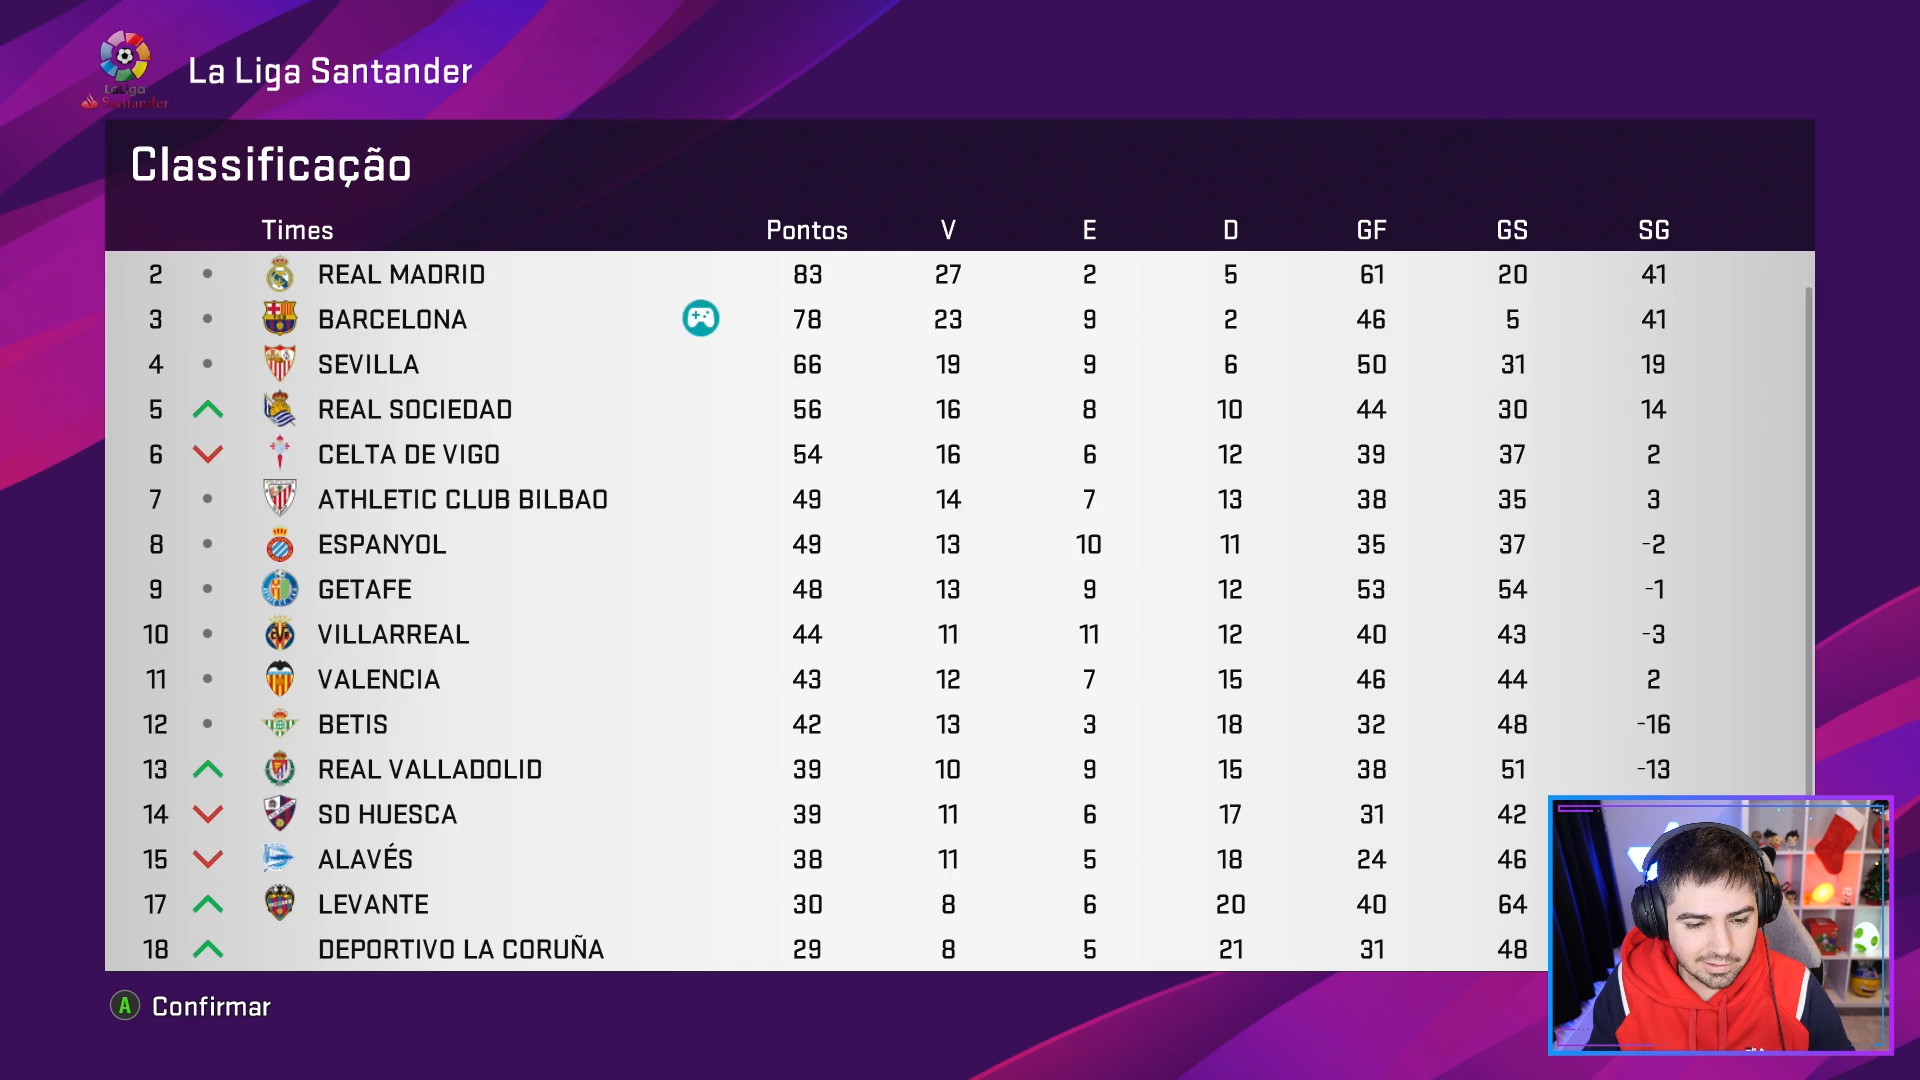 LaLiga
Santander
La Liga Santander
Classificação
Times Pontos V E D GF GS SG
2 REAL MADRID 83 27 2 5 61 20 41
3 BARCELONA 78 23 9 2 46 5 41
4 SEVILLA 66 19 9 6 50 31 19
5 REAL SOCIEDAD 56 16 8 10 44 30 14
6 CELTA DE VIGO 54 16 6 12 39 37 2
7 ATHLETIC CLUB BILBAO 49 14 7 13 38 35 3
8 ESPANYOL 49 13 10 11 35 37 -2
9 GETAFE 48 13 9 12 53 54 -1
10 VILLARREAL 44 11 11 12 40 43 -3
11 VALENCIA 43 12 7 15 46 44 2
12 BETIS 42 13 3 18 32 48 -16
13 REAL VALLADOLID 39 10 9 15 38 51 -13
14 SD HUESCA 39 11 6 17 31 42
15 ALAVÉS 38 11 5 18 24 46
17 LEVANTE 30 8 6 20 40 64
18 DEPORTIVO LA CORUÑA 29 8 5 21 31 48
A Confirmar